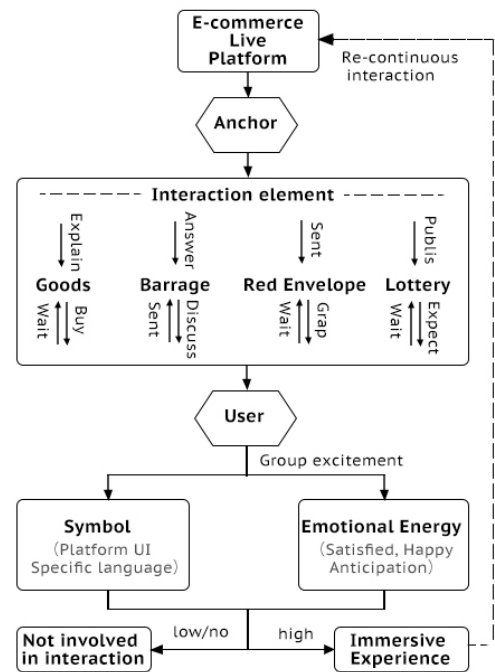 E-commerce
Live
Platform
Re-continuous
interaction
Anchor
Interaction element
Explain
Answer
Sent
Publis
Goods
Barrage
Red Envelope
Lottery
Wait
Buy
Sent
Discuss
Wait
Grap
Wait
Expect
User
Group excitement
Symbol
(Platform UI
Specific language)
Emotional Energy
(Satisfied, Happy
Anticipation)
low/no
high
Not involved
in interaction
Immersive
Experience